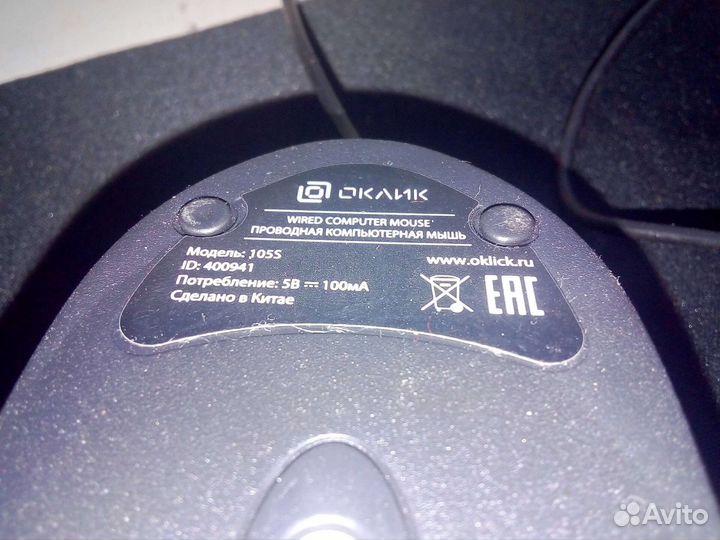 ОКЛИК
WIRED COMPUTER MOUSE
ПРОВОДНАЯ КОМПЬЮТЕРНАЯ МЫШЬ
Модель: 105S
ID: 400941
Потребление: 5В 100мА
Сделано в Китае
www.oklick.ru
EAC
Avito